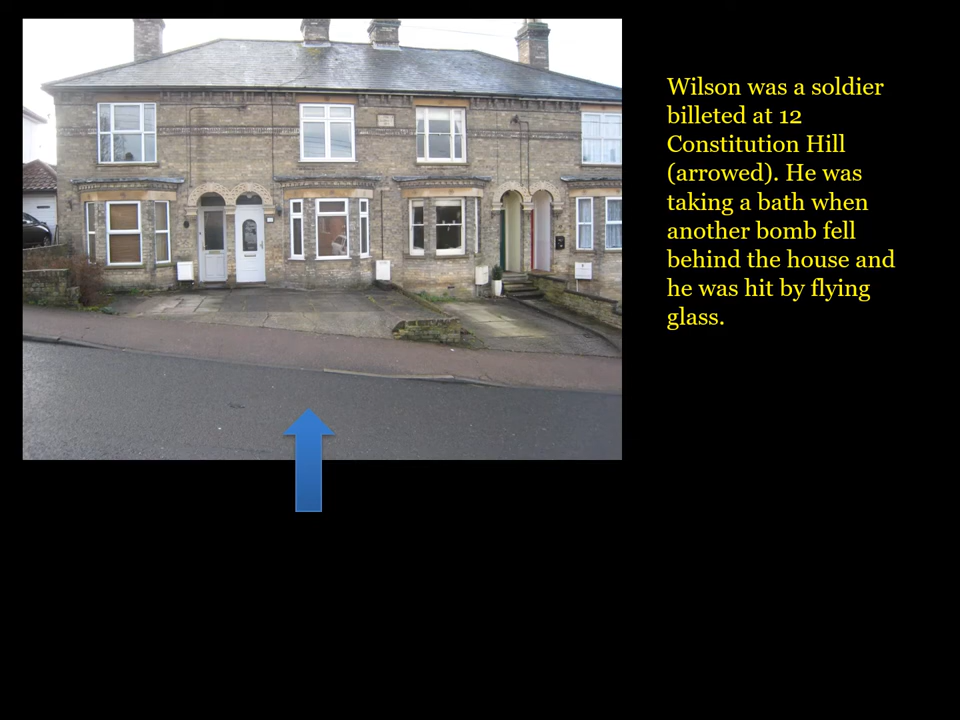 Wilson was a soldier
billeted at 12
Constitution Hill
(arrowed). He was
taking a bath when
another bomb fell
behind the house and
he was hit by flying
glass.